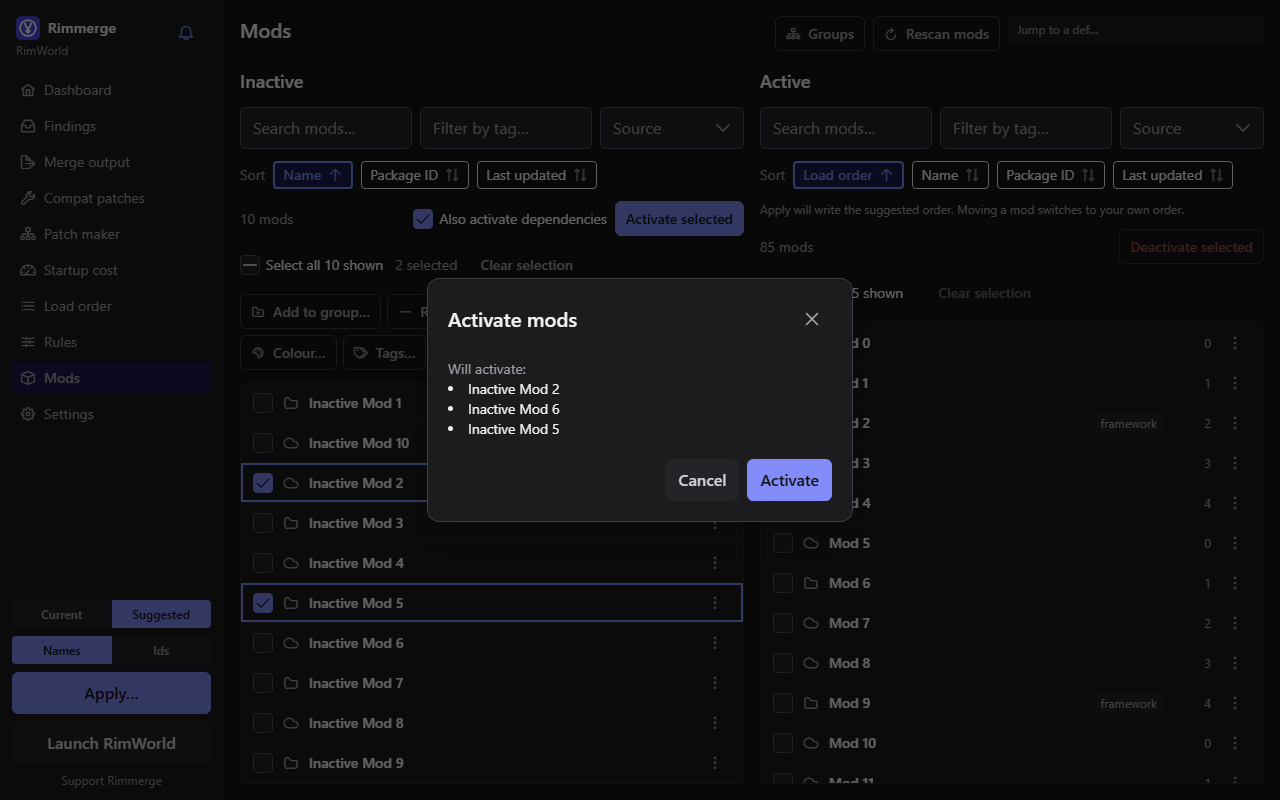 Rimmerge
RimWorld
Dashboard
Findings
Merge output
Compat patches
Patch maker
Startup cost
Load order
Rules
Mods
Settings
Current Suggested
Names Ids
Apply...
Launch RimWorld
Support Rimmerge
Mods
Groups Rescan mods Jump to a def...
Inactive
Search mods... Filter by tag... Source
Sort Name Package ID Last updated
10 mods Also activate dependencies Activate selected
Select all 10 shown 2 selected Clear selection
Add to group...
Colour... Tags...
Inactive Mod 1
Inactive Mod 10
Inactive Mod 2
Inactive Mod 3
Inactive Mod 4
Inactive Mod 5
Inactive Mod 6
Inactive Mod 7
Inactive Mod 8
Inactive Mod 9
Active
Search mods... Filter by tag... Source
Sort Load order Name Package ID Last updated
Apply will write the suggested order. Moving a mod switches to your own order.
85 mods Deactivate selected
5 shown Clear selection
d 0 0
d 1 1
d 2 framework 2
d 3 3
d 4 4
Mod 5 0
Mod 6 1
Mod 7 2
Mod 8 3
Mod 9 framework 4
Mod 10 0
Mod 11 1
Activate mods
Will activate:
• Inactive Mod 2
• Inactive Mod 6
• Inactive Mod 5
Cancel Activate